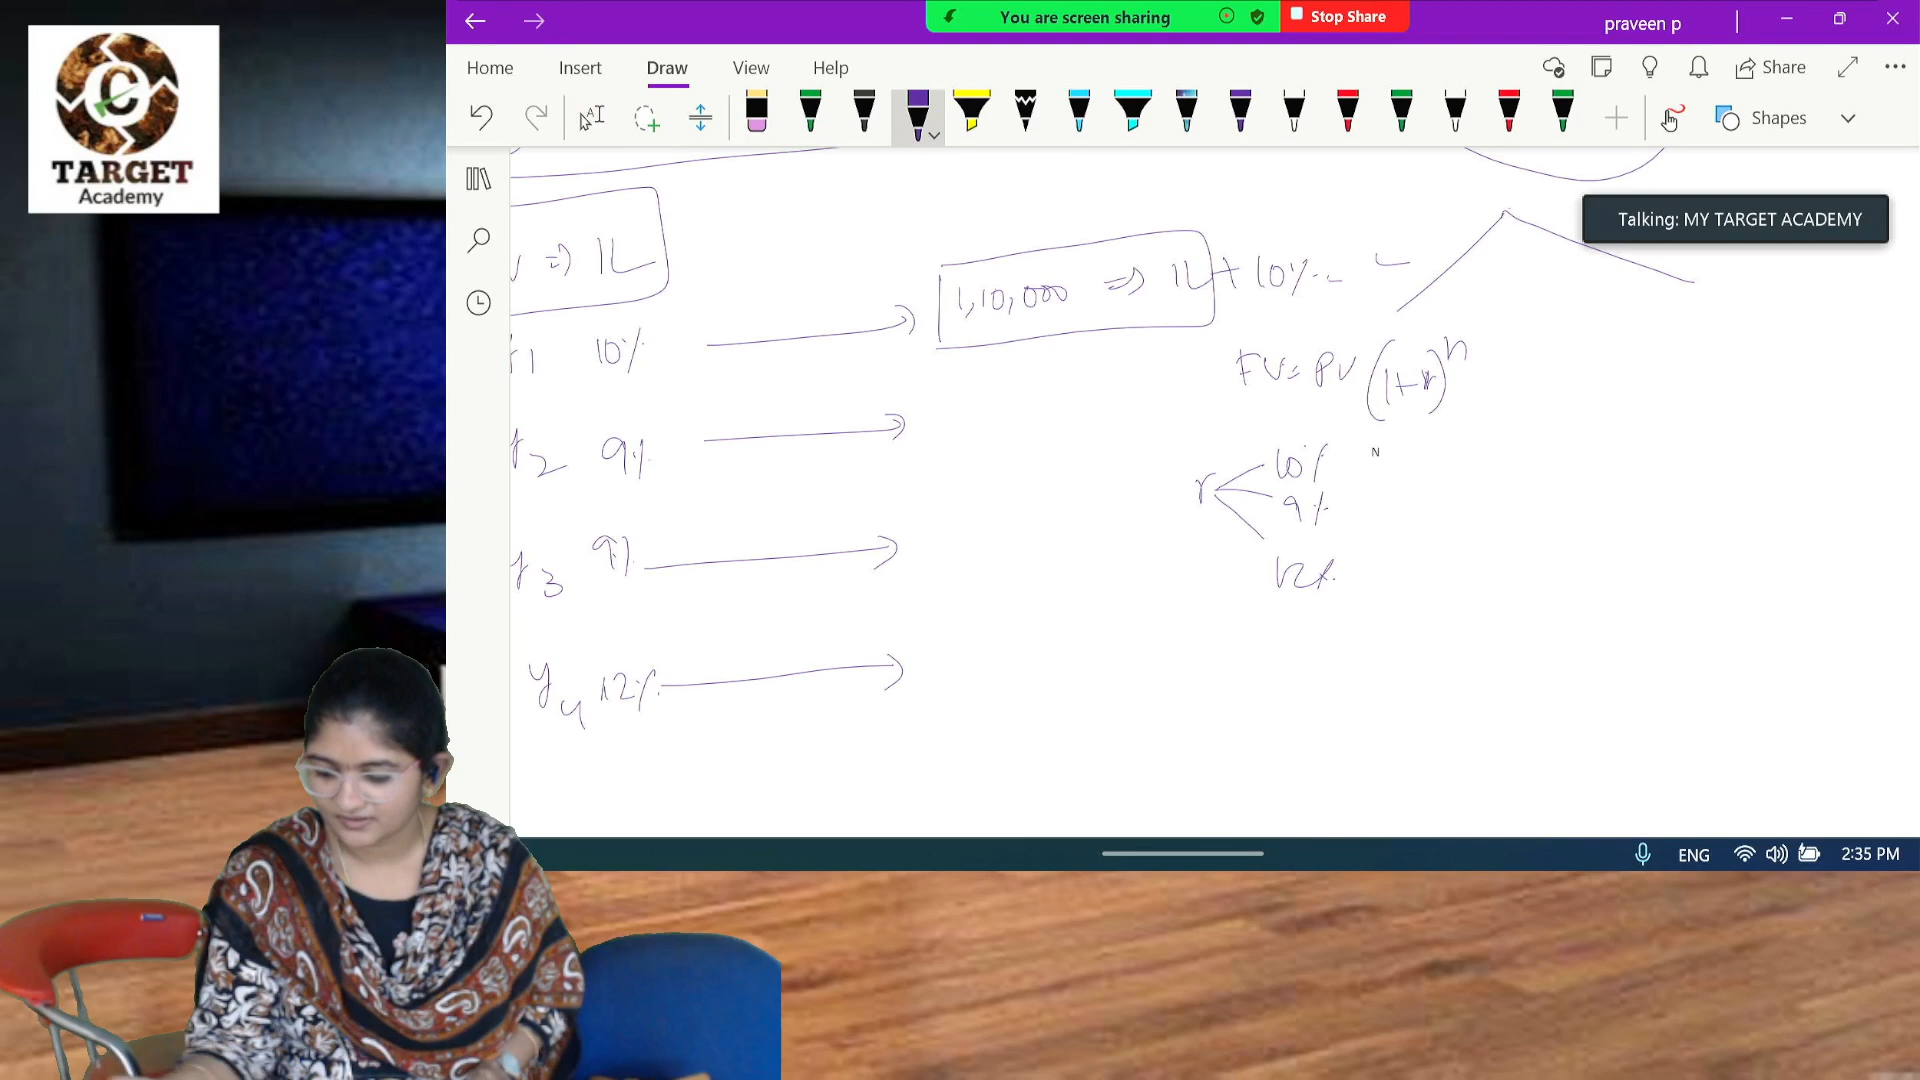 TARGET
Academy
You are screen sharing
Stop Share
praveen p
Home Insert Draw View Help
Share
Shapes
Talking: MY TARGET ACADEMY
=> 1L
1,10,000 => 1L + 10%
10%
FV = PV (1+r)^n
2 9%
r 10%
9%
12%
3 9%
y4 12%
ENG 2:35 PM